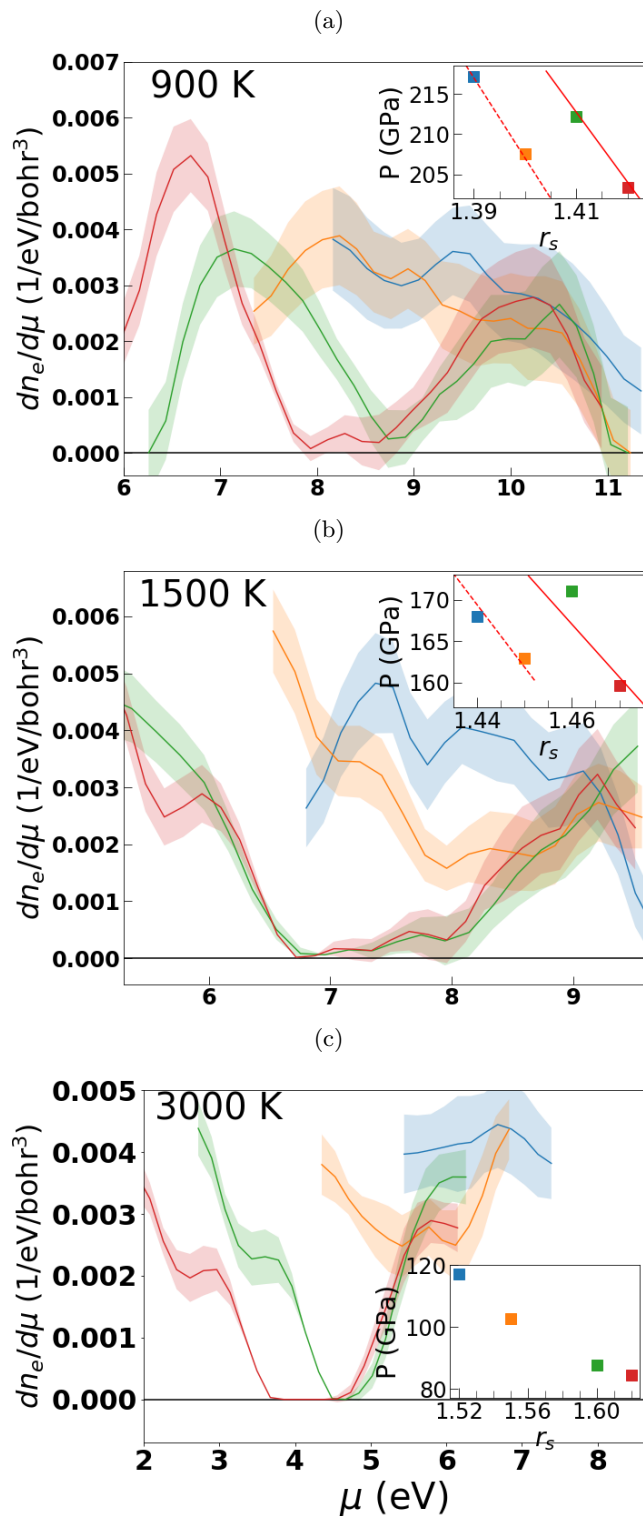 (a)
900 K
dn_e/dμ (1/eV/bohr³)
0.007
0.006
0.005
0.004
0.003
0.002
0.001
0.000
6 7 8 9 10 11
P (GPa)
215
210
205
1.39 1.41
r_s
(b)
1500 K
dn_e/dμ (1/eV/bohr³)
0.006
0.005
0.004
0.003
0.002
0.001
0.000
6 7 8 9
P (GPa)
170
165
160
1.44 1.46
r_s
(c)
3000 K
dn_e/dμ (1/eV/bohr³)
0.005
0.004
0.003
0.002
0.001
0.000
2 3 4 5 6 7 8
μ (eV)
P (GPa)
120
100
80
1.52 1.56 1.60
r_s